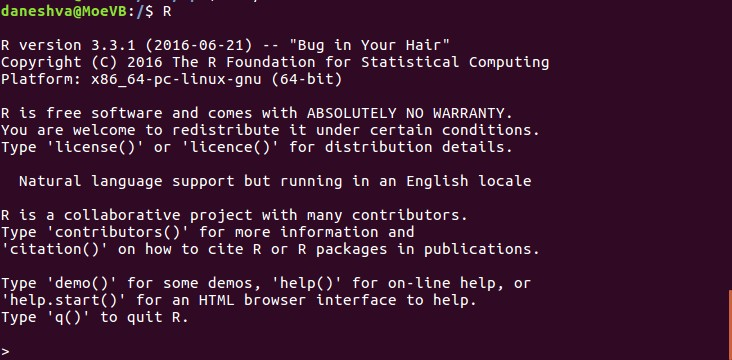 daneshva@MoeVB:/$ R
R version 3.3.1 (2016-06-21) -- "Bug in Your Hair"
Copyright (C) 2016 The R Foundation for Statistical Computing
Platform: x86_64-pc-linux-gnu (64-bit)
R is free software and comes with ABSOLUTELY NO WARRANTY.
You are welcome to redistribute it under certain conditions.
Type 'license()' or 'licence()' for distribution details.
Natural language support but running in an English locale
R is a collaborative project with many contributors.
Type 'contributors()' for more information and
'citation()' on how to cite R or R packages in publications.
Type 'demo()' for some demos, 'help()' for on-line help, or
'help.start()' for an HTML browser interface to help.
Type 'q()' to quit R.
>